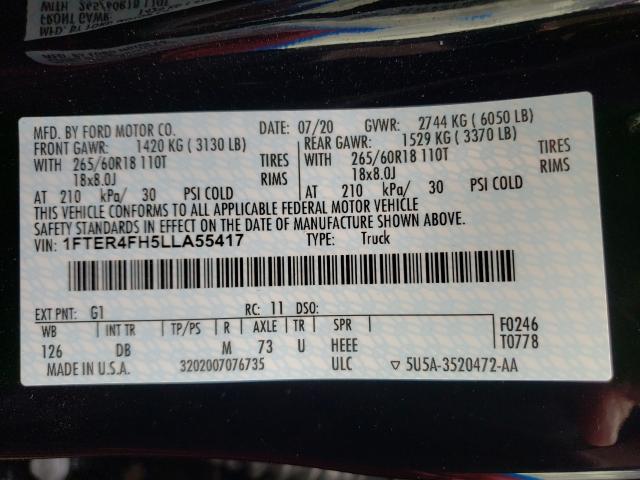 MFD. BY FORD MOTOR CO. DATE: 07/20 GVWR: 2744 KG ( 6050 LB)
FRONT GAWR: 1420 KG ( 3130 LB) REAR GAWR: 1529 KG ( 3370 LB)
WITH 265/60R18 110T TIRES WITH 265/60R18 110T TIRES
18x8.0J RIMS 18x8.0J RIMS
AT 210 kPa/ 30 PSI COLD AT 210 kPa/ 30 PSI COLD
THIS VEHICLE CONFORMS TO ALL APPLICABLE FEDERAL MOTOR VEHICLE
SAFETY STANDARDS IN EFFECT ON THE DATE OF MANUFACTURE SHOWN ABOVE.
VIN: 1FTER4FH5LLA55417 TYPE: Truck
EXT PNT: G1 RC: 11 DSO:
WB INT TR TP/PS R AXLE TR SPR F0246
126 DB M 73 U HEEE T0778
MADE IN U.S.A. 3202007076735 ULC ▽ 5U5A-3520472-AA